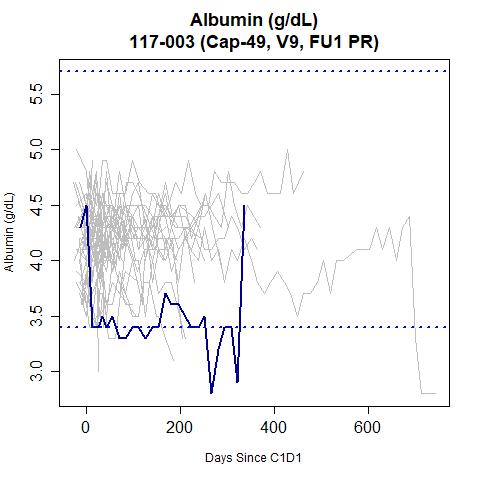 Albumin (g/dL)
117-003 (Cap-49, V9, FU1 PR)
Albumin (g/dL)
5.5
5.0
4.5
4.0
3.5
3.0
0 200 400 600
Days Since C1D1